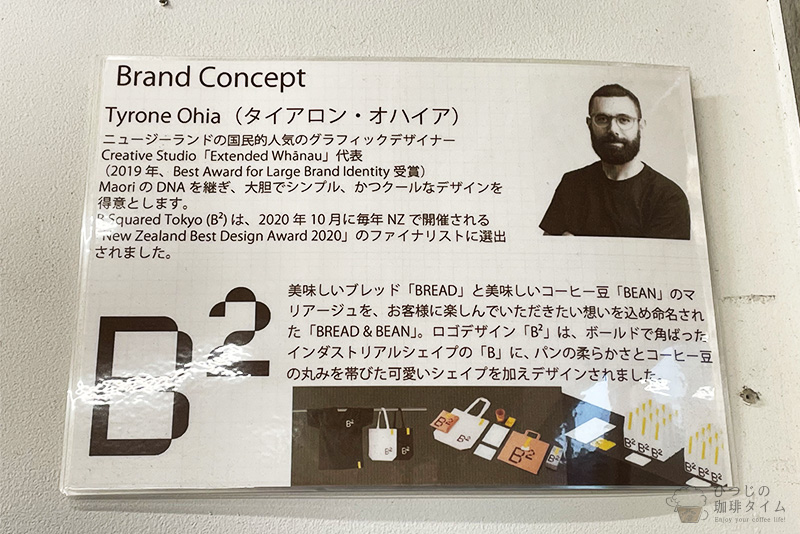 Brand Concept
Tyrone Ohia（タイアロン・オハイア）
ニュージーランドの国民的人気のグラフィックデザイナー
Creative Studio「Extended Whānau」代表
（2019 年、Best Award for Large Brand Identity 受賞）
Maori の DNA を継ぎ、大胆でシンプル、かつクールなデザインを
得意とします。
B Squared Tokyo (B²) は、2020 年 10 月に毎年 NZ で開催される
「New Zealand Best Design Award 2020」のファイナリストに選出
されました。
B²
美味しいブレッド「BREAD」と美味しいコーヒー豆「BEAN」のマ
リアージュを、お客様に楽しんでいただきたい想いを込め命名され
た「BREAD & BEAN」。ロゴデザイン「B²」は、ボールドで角ばった
インダストリアルシェイプの「B」に、パンの柔らかさとコーヒー豆
の丸みを帯びた可愛いシェイプを加えデザインされました。
B²
B²
B²
B²
B² B² B²
B² B² B²
ひつじの
珈琲タイム
Enjoy your coffee life!